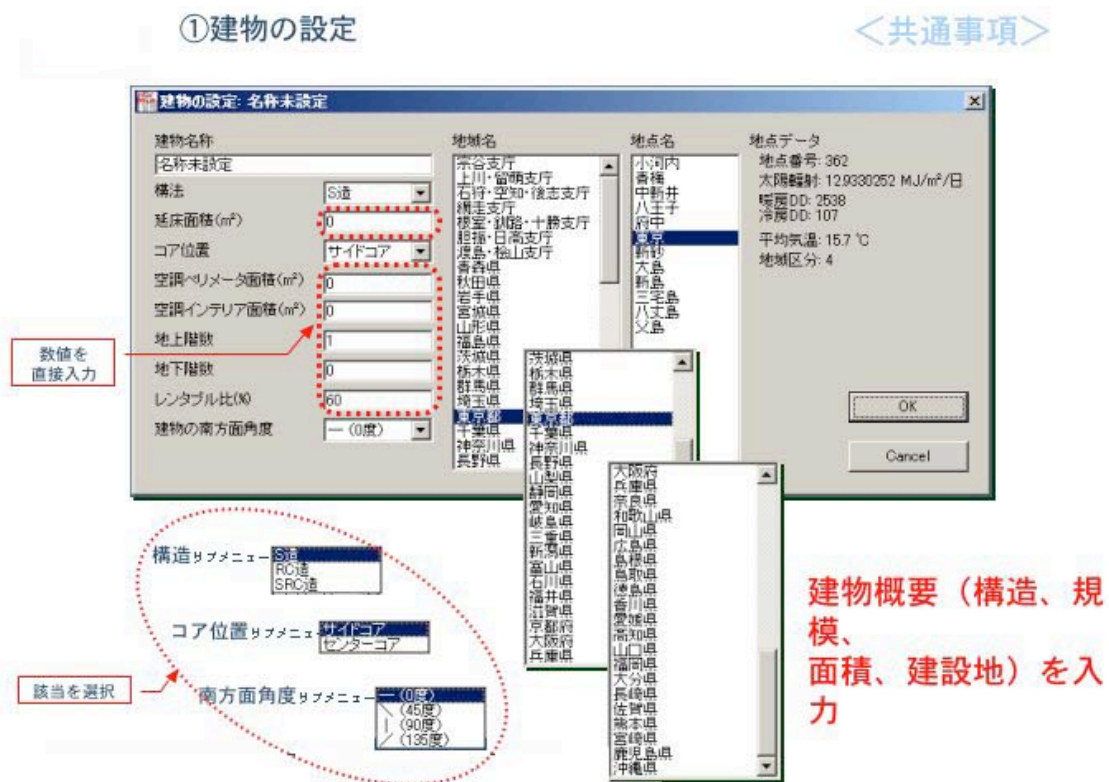 ①建物の設定
＜共通事項＞
建物の設定: 名称未設定
建物名称
名称未設定
構法
S造
延床面積(m²)
0
コア位置
サイドコア
空調ペリメータ面積(m²)
0
空調インテリア面積(m²)
0
地上階数
1
地下階数
0
レンタブル比(%)
60
建物の南方面角度
― (0度)
地域名
宗谷支庁
上川・留萌支庁
石狩・空知・後志支庁
網走支庁
根室・釧路・十勝支庁
胆振・日高支庁
渡島・桧山支庁
青森県
秋田県
岩手県
宮城県
山形県
福島県
茨城県
栃木県
群馬県
埼玉県
東京都
千葉県
神奈川県
長野県
地点名
小河内
青梅
中新井
八王子
府中
東京
新砂
大島
新島
三宅島
八丈島
父島
地点データ
地点番号: 362
太陽輻射: 12.9330252 MJ/m²/日
暖房DD: 2538
冷房DD: 107
平均気温: 15.7 ℃
地域区分: 4
OK
Cancel
数値を
直接入力
茨城県
栃木県
群馬県
埼玉県
東京都
千葉県
神奈川県
長野県
山梨県
静岡県
愛知県
岐阜県
三重県
新潟県
富山県
石川県
福井県
滋賀県
京都府
大阪府
兵庫県
大阪府
兵庫県
奈良県
和歌山県
岡山県
広島県
島根県
鳥取県
徳島県
香川県
愛媛県
高知県
山口県
福岡県
大分県
長崎県
佐賀県
熊本県
宮崎県
鹿児島県
沖縄県
構造サブメニュー
S造
RC造
SRC造
コア位置サブメニュー
サイドコア
センターコア
該当を選択
南方面角度サブメニュー
― (0度)
＼ (45度)
｜ (90度)
／ (135度)
建物概要（構造、規
模、
面積、建設地）を入
力